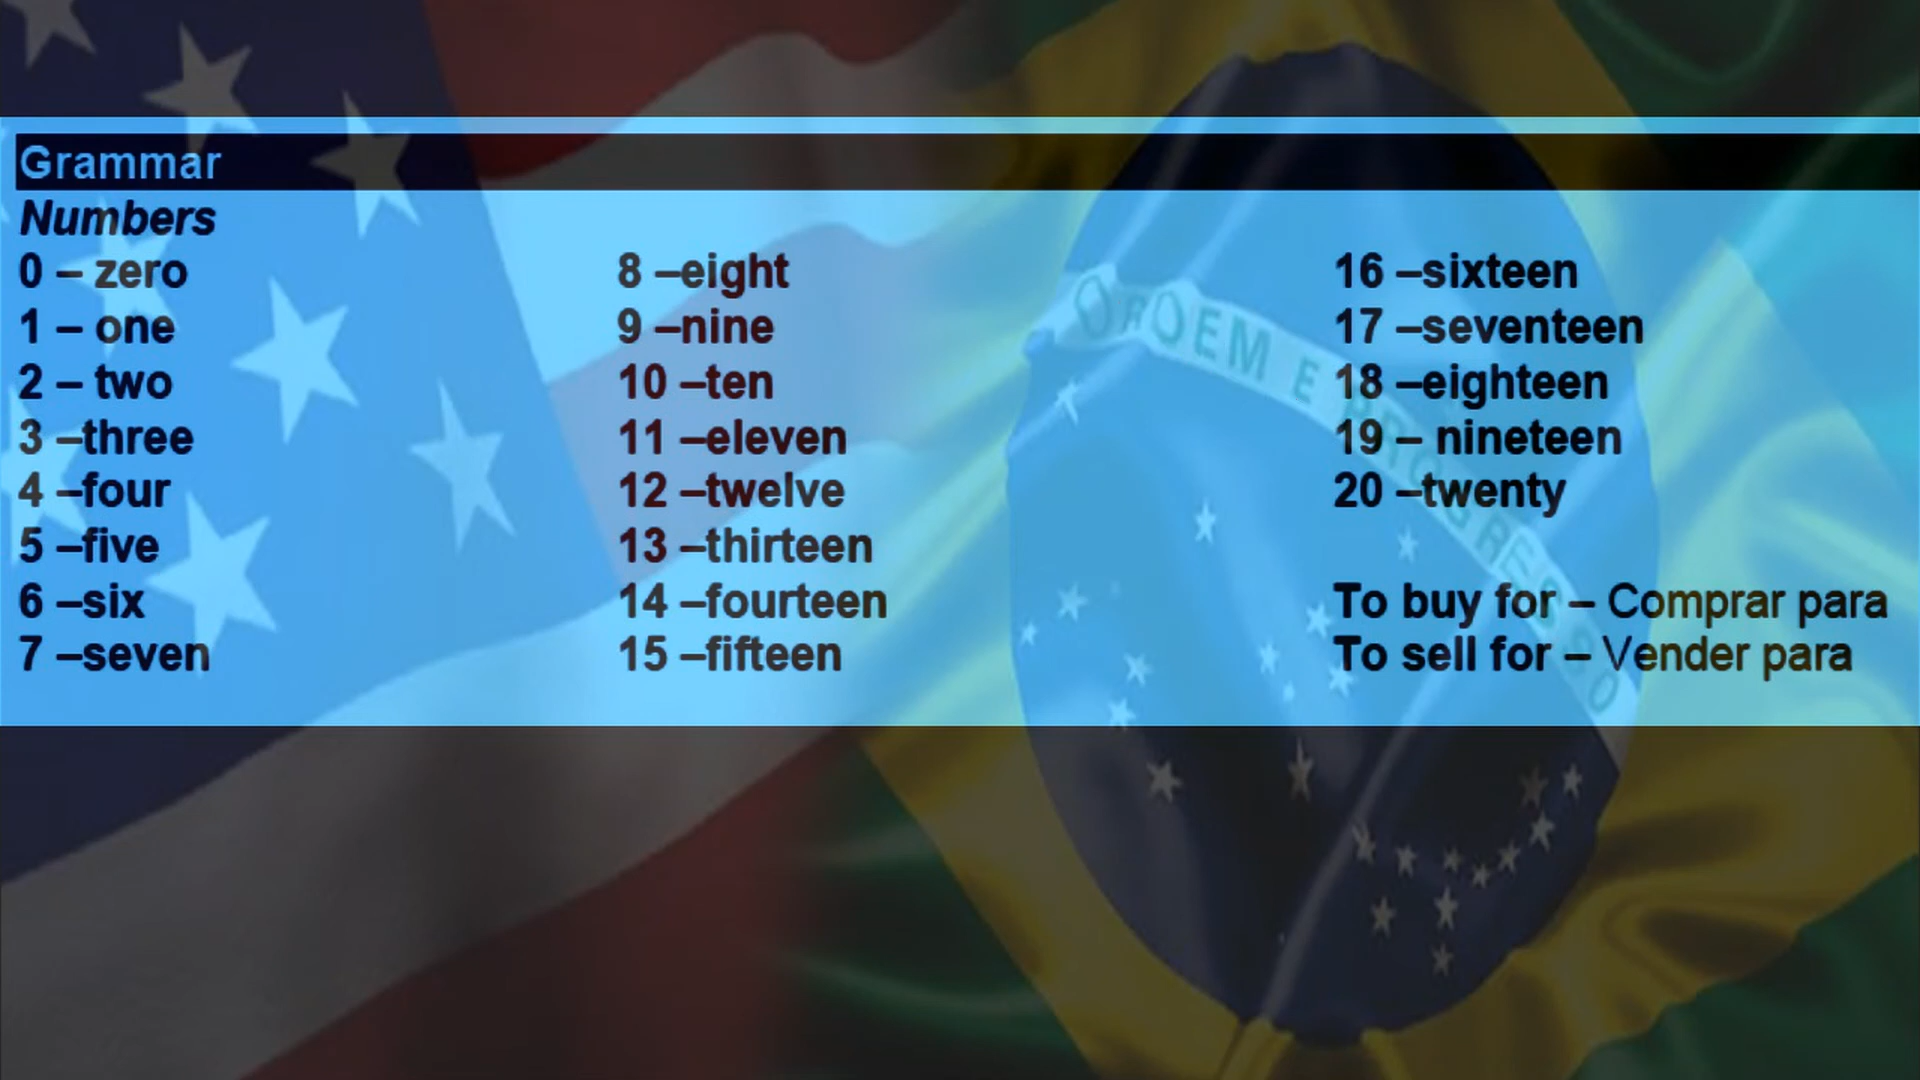 Grammar
Numbers
0 – zero
1 – one
2 – two
3 –three
4 –four
5 –five
6 –six
7 –seven
8 –eight
9 –nine
10 –ten
11 –eleven
12 –twelve
13 –thirteen
14 –fourteen
15 –fifteen
16 –sixteen
17 –seventeen
18 –eighteen
19 – nineteen
20 –twenty
To buy for – Comprar para
To sell for – Vender para
ORDEM E PROGRESSO